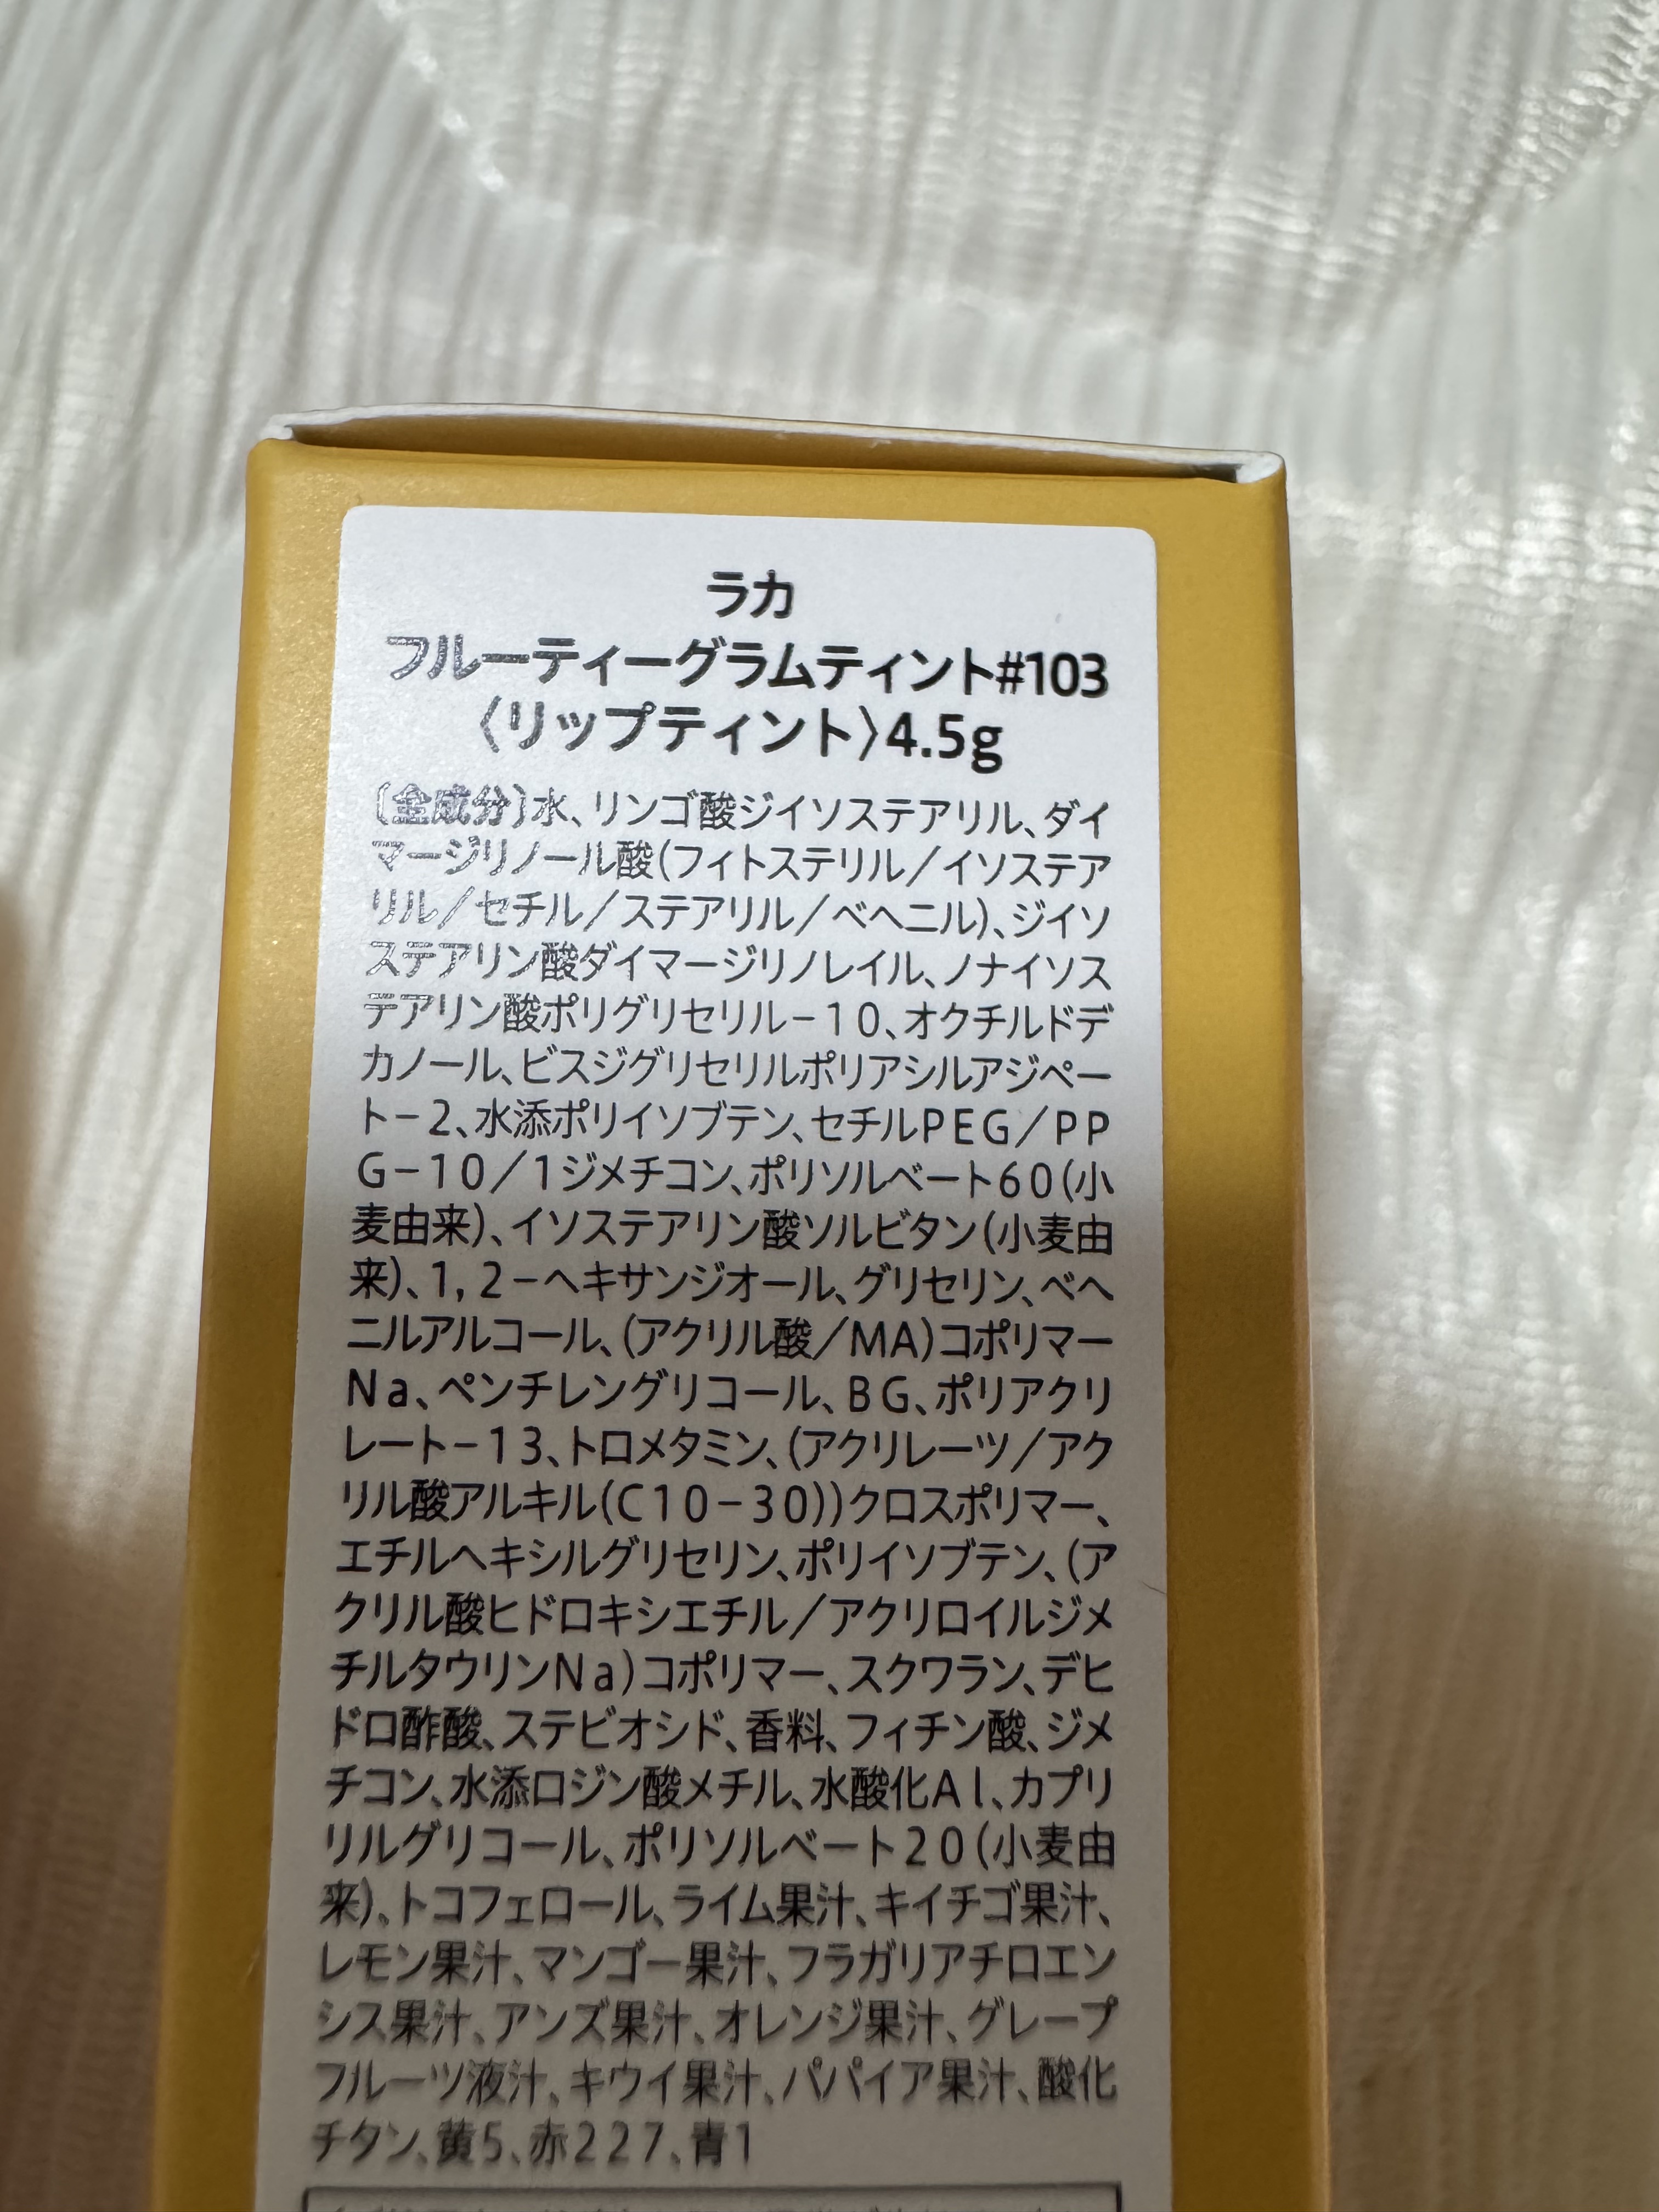 ラカ
フルーティーグラムティント#103
〈リップティント〉4.5g
〔全成分〕水、リンゴ酸ジイソステアリル、ダイ
マージリノール酸(フィトステリル/イソステア
リル/セチル/ステアリル/ベヘニル)、ジイソ
ステアリン酸ダイマージリノレイル、ノナイソス
テアリン酸ポリグリセリル-10、オクチルドデ
カノール、ビスジグリセリルポリアシルアジペー
ト-2、水添ポリイソブテン、セチルPEG/PP
G-10/1ジメチコン、ポリソルベート60(小
麦由来)、イソステアリン酸ソルビタン(小麦由
来)、1,2-ヘキサンジオール、グリセリン、ベヘ
ニルアルコール、(アクリル酸/MA)コポリマー
Na、ペンチレングリコール、BG、ポリアクリ
レート-13、トロメタミン、(アクリレーツ/アク
リル酸アルキル(C10-30))クロスポリマー、
エチルヘキシルグリセリン、ポリイソブテン、(ア
クリル酸ヒドロキシエチル/アクリロイルジメ
チルタウリンNa)コポリマー、スクワラン、デヒ
ドロ酢酸、ステビオシド、香料、フィチン酸、ジメ
チコン、水添ロジン酸メチル、水酸化Al、カプリ
リルグリコール、ポリソルベート20(小麦由
来)、トコフェロール、ライム果汁、キイチゴ果汁、
レモン果汁、マンゴー果汁、フラガリアチロエン
シス果汁、アンズ果汁、オレンジ果汁、グレープ
フルーツ液汁、キウイ果汁、パパイア果汁、酸化
チタン、黄5、赤227、青1